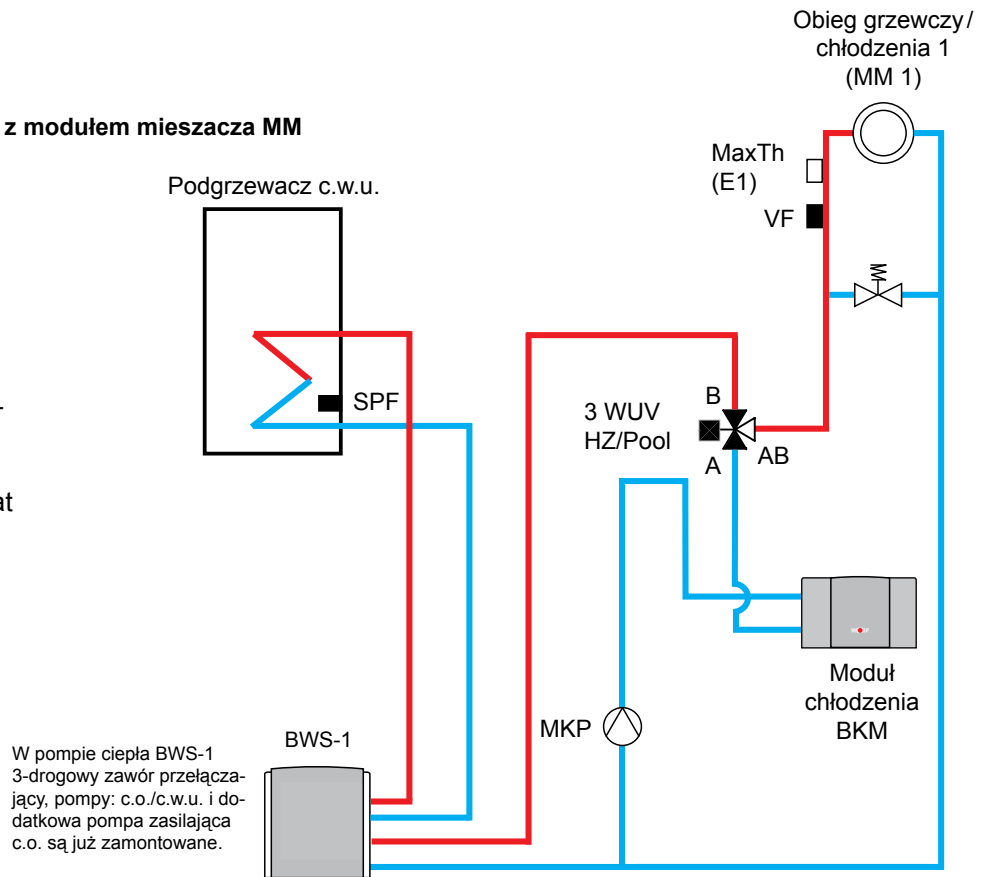 Obieg grzewczy/
chłodzenia 1
(MM 1)
z modułem mieszacza MM
MaxTh
(E1)
Podgrzewacz c.w.u.
VF
SPF
B
3 WUV
HZ/Pool
A
AB
at
Moduł
chłodzenia
BKM
MKP
BWS-1
W pompie ciepła BWS-1
3-drogowy zawór przełącza-
jący, pompy: c.o./c.w.u. i do-
datkowa pompa zasilająca
c.o. są już zamontowane.